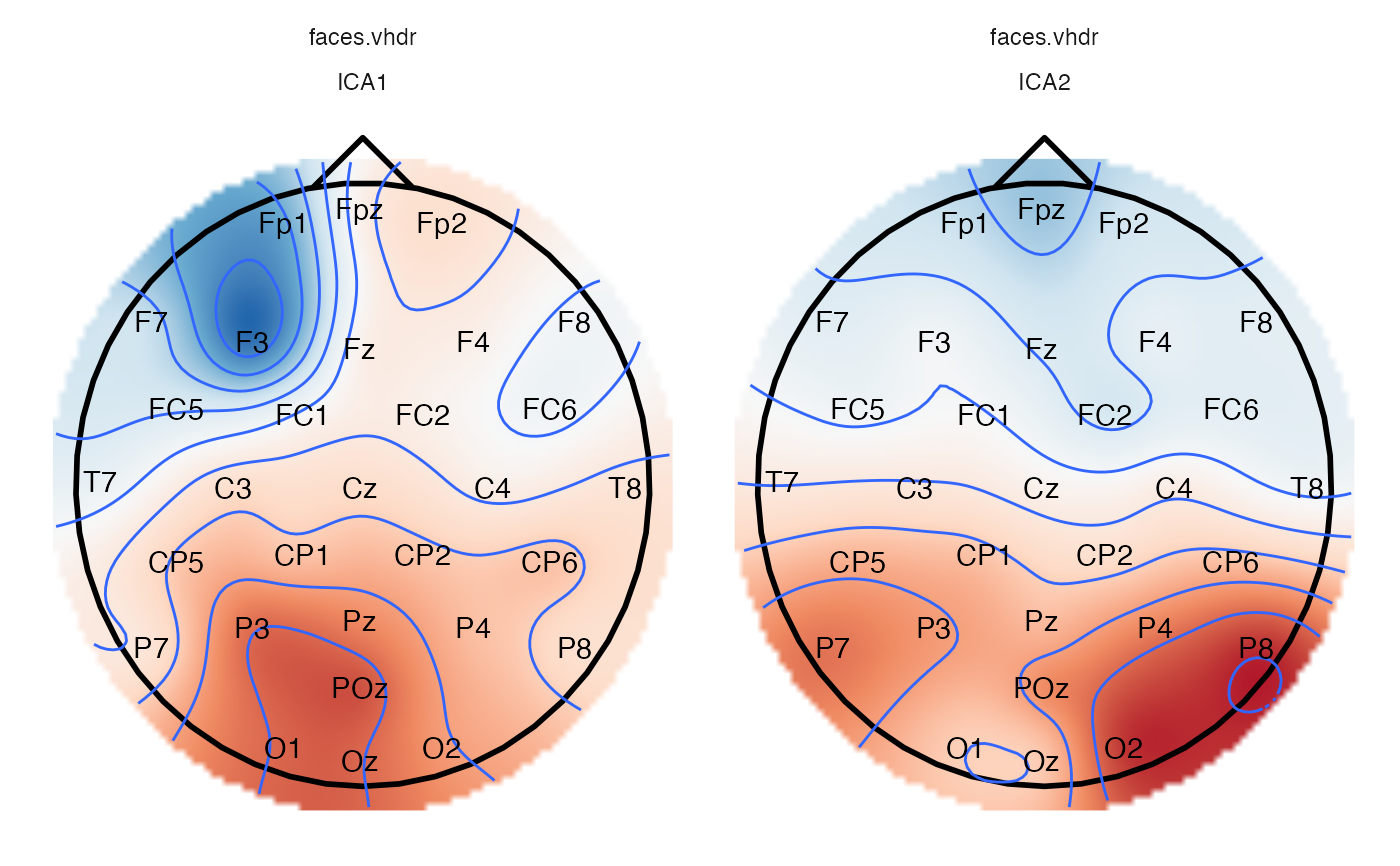 faces.vhdr
ICA1
Fp1 Fpz Fp2
F7 F3 Fz F4 F8
FC5 FC1 FC2 FC6
T7 C3 Cz C4 T8
CP5 CP1 CP2 CP6
P7 P3 Pz P4 P8
POz
O1 Oz O2
faces.vhdr
ICA2
Fp1 Fpz Fp2
F7 F3 Fz F4 F8
FC5 FC1 FC2 FC6
T7 C3 Cz C4 T8
CP5 CP1 CP2 CP6
P7 P3 Pz P4 P8
POz
O1 Oz O2